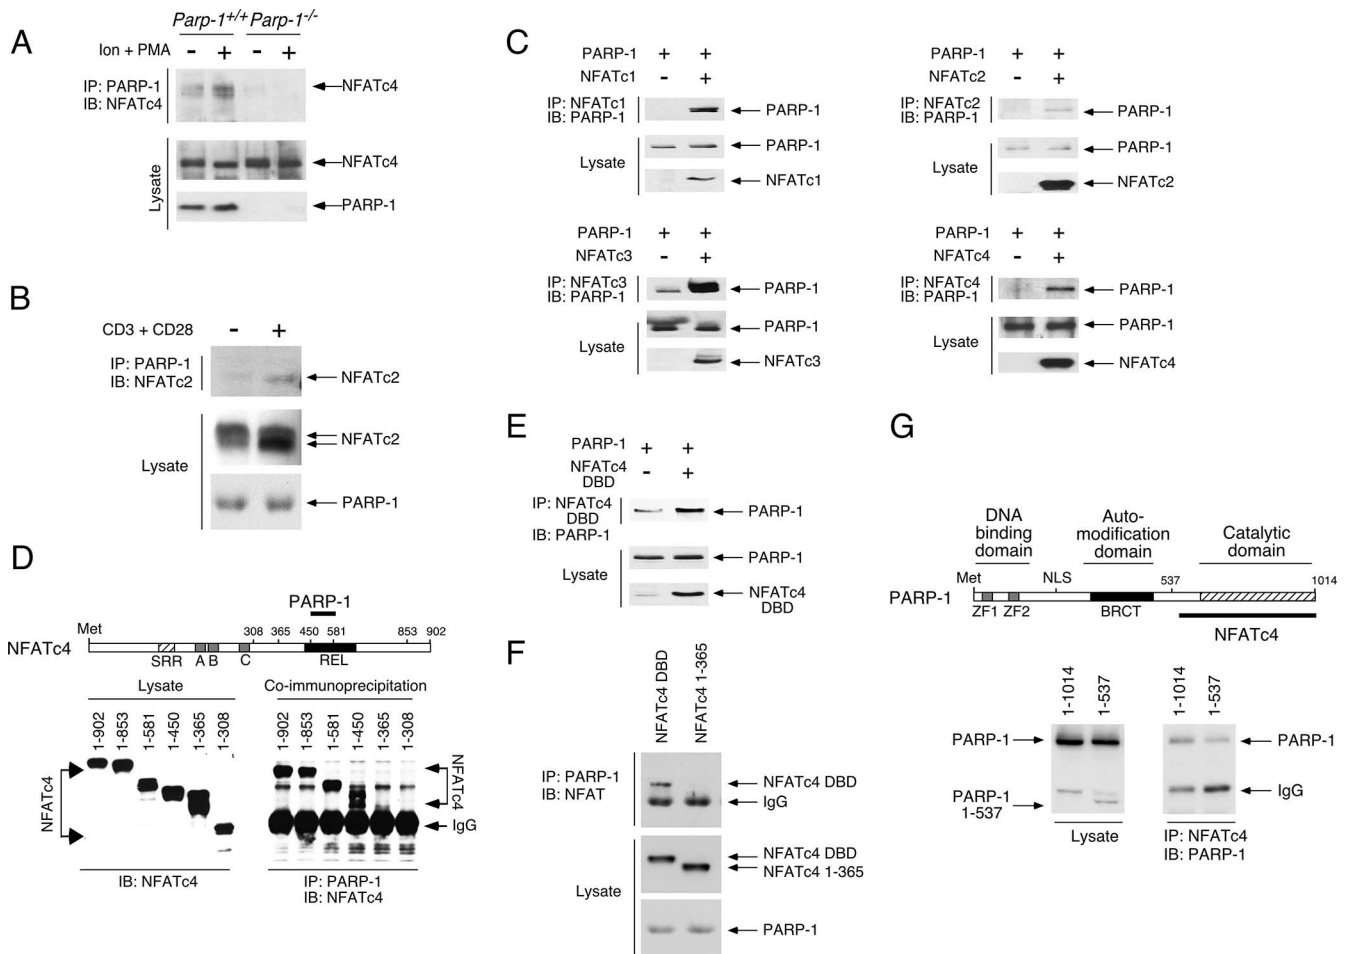 A
Parp-1+/+ Parp-1-/-
Ion + PMA - + - +
IP: PARP-1
IB: NFATc4
NFATc4
Lysate
NFATc4
PARP-1
B
CD3 + CD28 - +
IP: PARP-1
IB: NFATc2
NFATc2
Lysate
NFATc2
PARP-1
C
PARP-1 + +
NFATc1 - +
IP: NFATc1
IB: PARP-1
PARP-1
Lysate
PARP-1
NFATc1
PARP-1 + +
NFATc2 - +
IP: NFATc2
IB: PARP-1
PARP-1
Lysate
PARP-1
NFATc2
PARP-1 + +
NFATc3 - +
IP: NFATc3
IB: PARP-1
PARP-1
Lysate
PARP-1
NFATc3
PARP-1 + +
NFATc4 - +
IP: NFATc4
IB: PARP-1
PARP-1
Lysate
PARP-1
NFATc4
D
PARP-1
Met 308 365 450 581 853 902
NFATc4
SRR A B C REL
Lysate
Co-immunoprecipitation
1-902 1-853 1-581 1-450 1-365 1-308
1-902 1-853 1-581 1-450 1-365 1-308
NFATc4
NFATc4
IgG
IB: NFATc4
IP: PARP-1
IB: NFATc4
E
PARP-1 + +
NFATc4
DBD - +
IP: NFATc4
DBD
IB: PARP-1
PARP-1
Lysate
PARP-1
NFATc4
DBD
F
NFATc4 DBD
NFATc4 1-365
IP: PARP-1
IB: NFAT
NFATc4 DBD
IgG
Lysate
NFATc4 DBD
NFATc4 1-365
PARP-1
G
DNA
binding
domain
Auto-
modification
domain
Catalytic
domain
Met NLS 537 1014
PARP-1
ZF1 ZF2 BRCT
NFATc4
1-1014 1-537
1-1014 1-537
PARP-1
PARP-1
1-537
PARP-1
IgG
Lysate
IP: NFATc4
IB: PARP-1